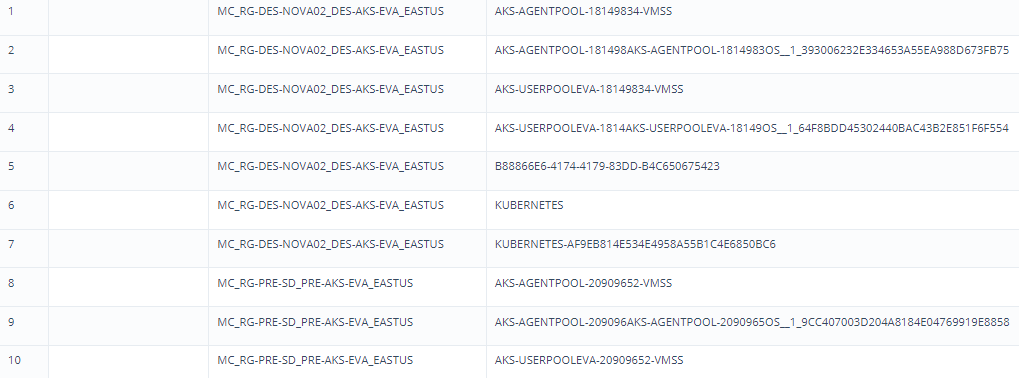 1 MC_RG-DES-NOVA02_DES-AKS-EVA_EASTUS AKS-AGENTPOOL-18149834-VMSS
2 MC_RG-DES-NOVA02_DES-AKS-EVA_EASTUS AKS-AGENTPOOL-181498AKS-AGENTPOOL-1814983OS__1_393006232E334653A55EA988D673FB75
3 MC_RG-DES-NOVA02_DES-AKS-EVA_EASTUS AKS-USERPOOLEVA-18149834-VMSS
4 MC_RG-DES-NOVA02_DES-AKS-EVA_EASTUS AKS-USERPOOLEVA-1814AKS-USERPOOLEVA-18149OS__1_64F8BDD45302440BAC43B2E851F6F554
5 MC_RG-DES-NOVA02_DES-AKS-EVA_EASTUS B88866E6-4174-4179-83DD-B4C650675423
6 MC_RG-DES-NOVA02_DES-AKS-EVA_EASTUS KUBERNETES
7 MC_RG-DES-NOVA02_DES-AKS-EVA_EASTUS KUBERNETES-AF9EB814E534E4958A55B1C4E6850BC6
8 MC_RG-PRE-SD_PRE-AKS-EVA_EASTUS AKS-AGENTPOOL-20909652-VMSS
9 MC_RG-PRE-SD_PRE-AKS-EVA_EASTUS AKS-AGENTPOOL-209096AKS-AGENTPOOL-2090965OS__1_9CC407003D204A8184E04769919E8858
10 MC_RG-PRE-SD_PRE-AKS-EVA_EASTUS AKS-USERPOOLEVA-20909652-VMSS